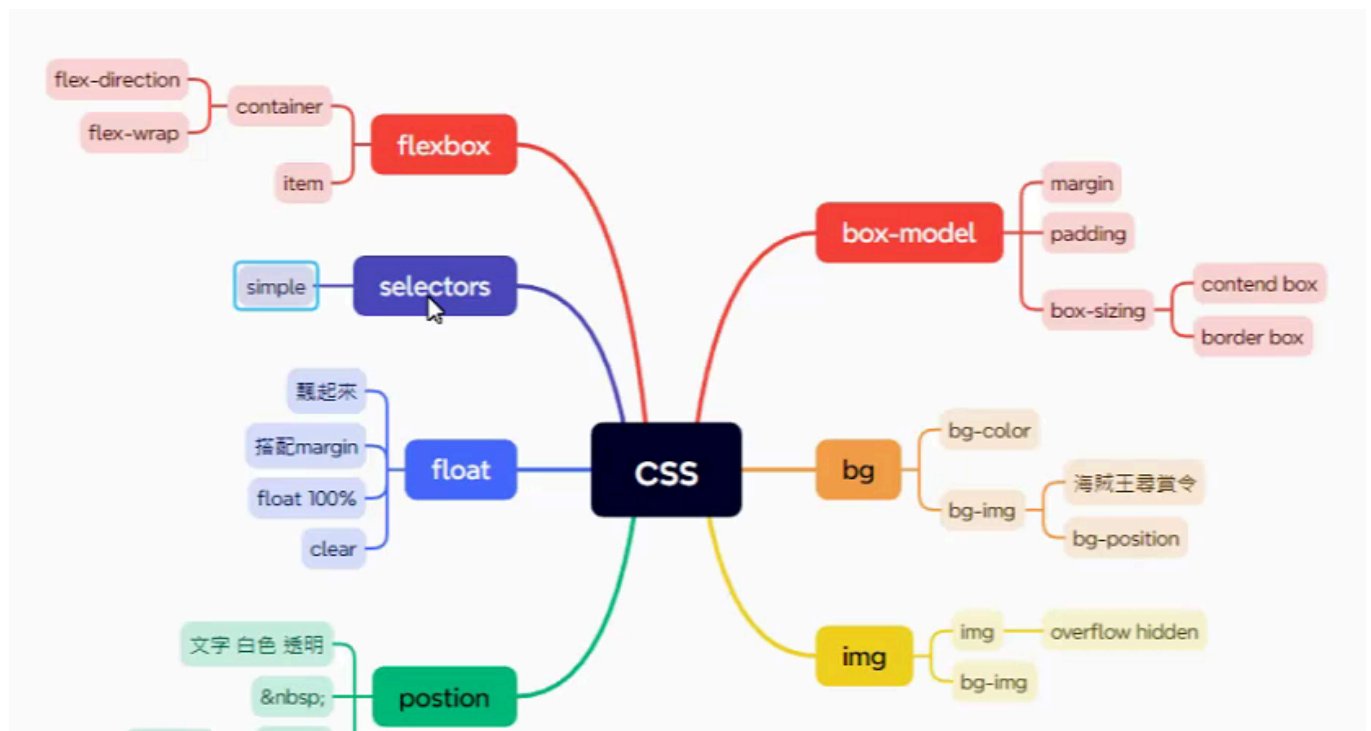 flex-direction
flex-wrap
container
item
flexbox
simple
selectors
飄起來
搭配margin
float 100%
clear
float
文字 白色 透明
&nbsp;
postion
CSS
box-model
margin
padding
box-sizing
contend box
border box
bg
bg-color
bg-img
海賊王尋賞令
bg-position
img
img
overflow hidden
bg-img